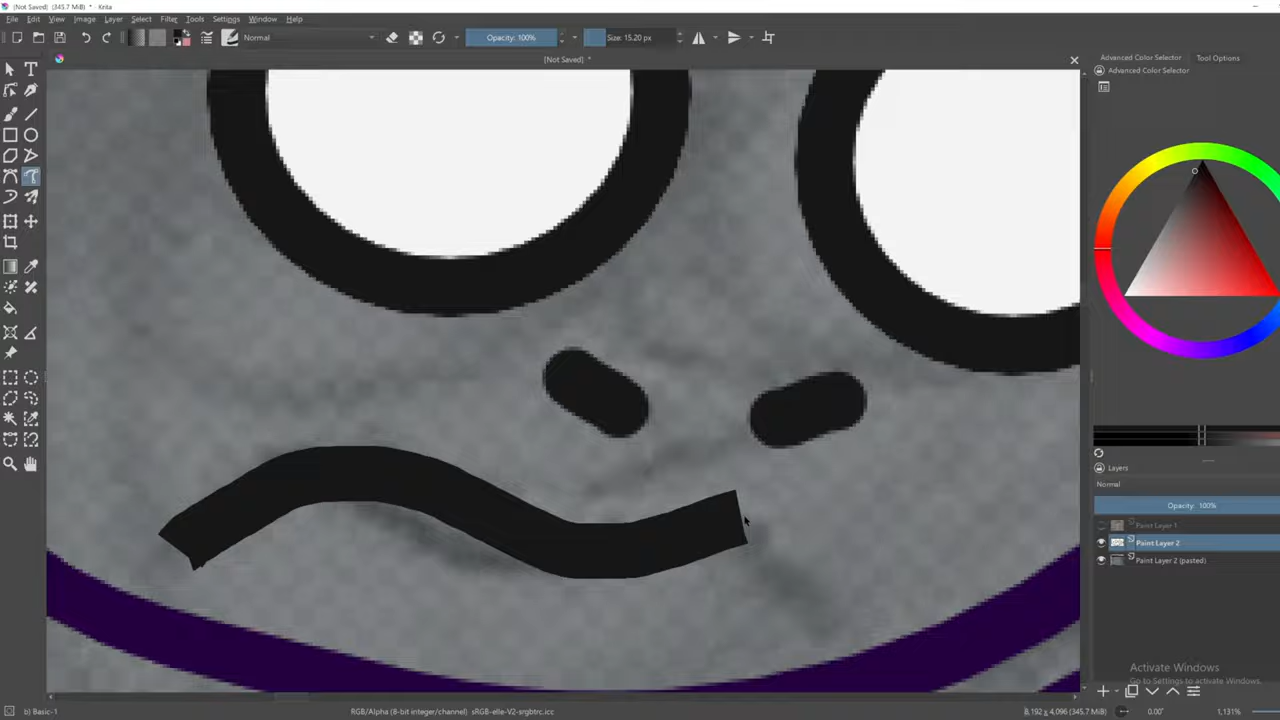 [Not Saved] (345.7 MiB) * - Krita
File Edit View Image Layer Select Filter Tools Settings Window Help
Normal Opacity: 100% Size: 15.20 px
[Not Saved] *
Advanced Color Selector Tool Options
Advanced Color Selector
Layers
Normal
Opacity: 100%
Paint Layer 1
Paint Layer 2
Paint Layer 2 (pasted)
Activate Windows
Go to Settings to activate Windows.
b) Basic-1 RGB/Alpha (8-bit integer/channel) sRGB-elle-V2-srgbtrc.icc 8,192 x 4,096 (345.7 MiB) 0.00° 1,131%